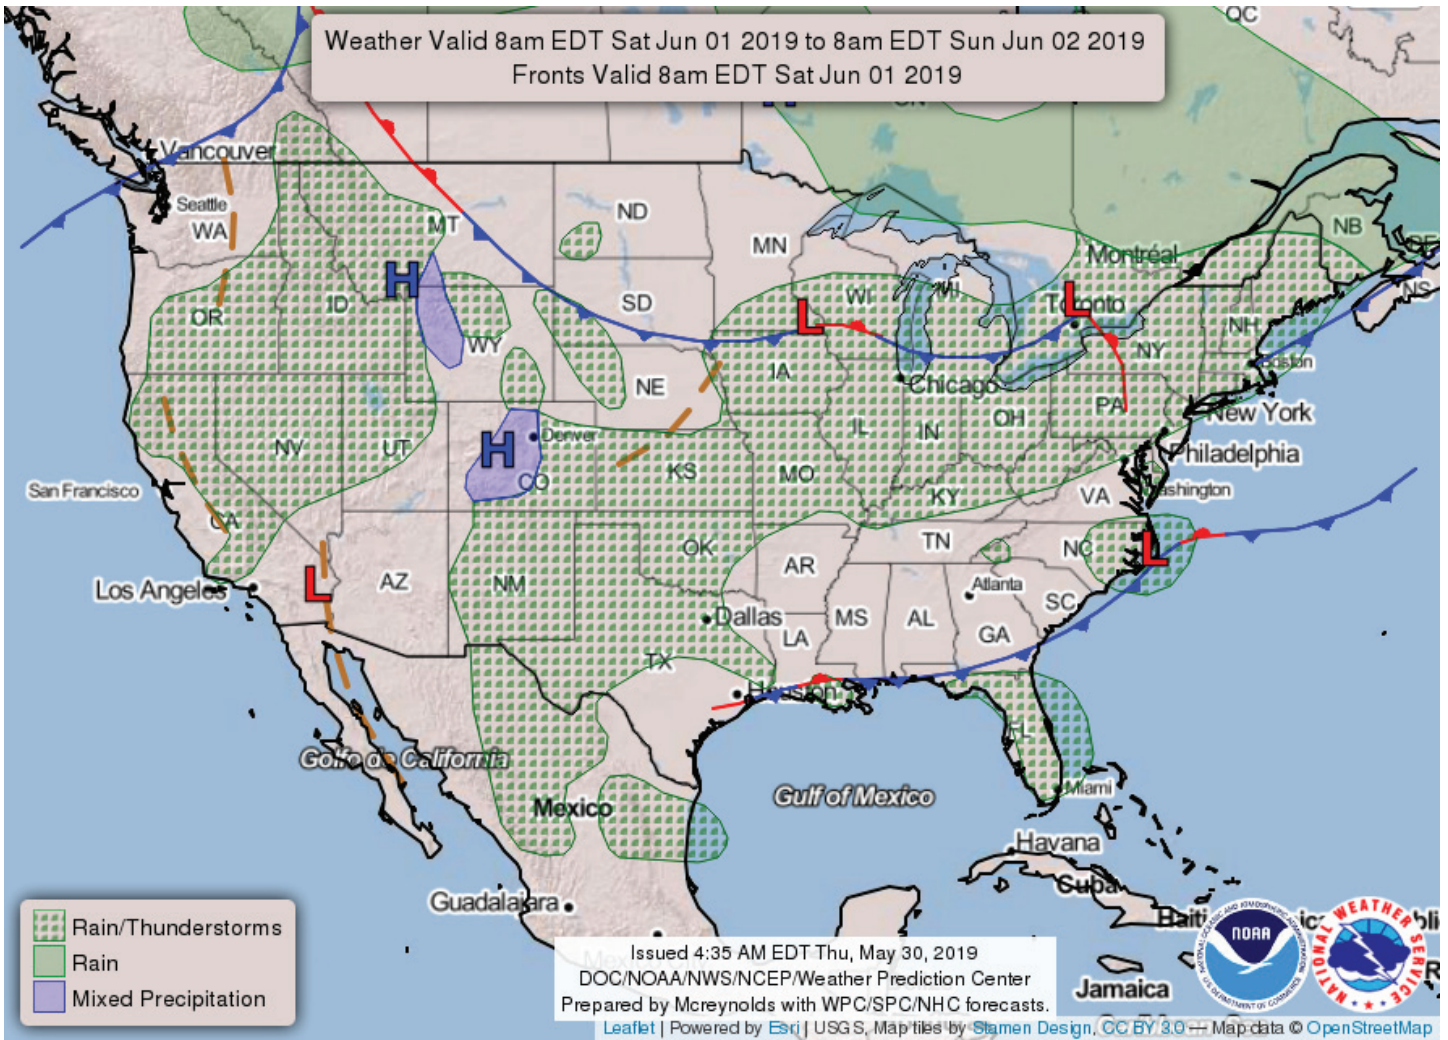 OC
Weather Valid 8am EDT Sat Jun 01 2019 to 8am EDT Sun Jun 02 2019
Fronts Valid 8am EDT Sat Jun 01 2019
ON
Vancouver
Seattle
WA
MT
ND
MN
NB
Montréal
H
OR
ID
SD
WI
MI
L
L
Toronto
NS
NH
WY
NY
Boston
NE
IA
Chicago
PA
New York
H
Denver
NV
UT
CO
KS
IL
IN
OH
MO
Philadelphia
San Francisco
KY
VA
Washington
CA
OK
TN
NC
L
Los Angeles
L
AZ
NM
AR
Atlanta
SC
Dallas
LA
MS
AL
GA
TX
Houston
FL
Golfo de California
Mexico
Gulf of Mexico
Miami
Havana
Cuba
Guadalajara
Haiti
Jamaica
Rain/Thunderstorms
Rain
Mixed Precipitation
Issued 4:35 AM EDT Thu, May 30, 2019
DOC/NOAA/NWS/NCEP/Weather Prediction Center
Prepared by Mcreynolds with WPC/SPC/NHC forecasts.
NOAA
NATIONAL WEATHER SERVICE
Leaflet | Powered by Esri | USGS, Map tiles by Stamen Design, CC BY 3.0 — Map data © OpenStreetMap